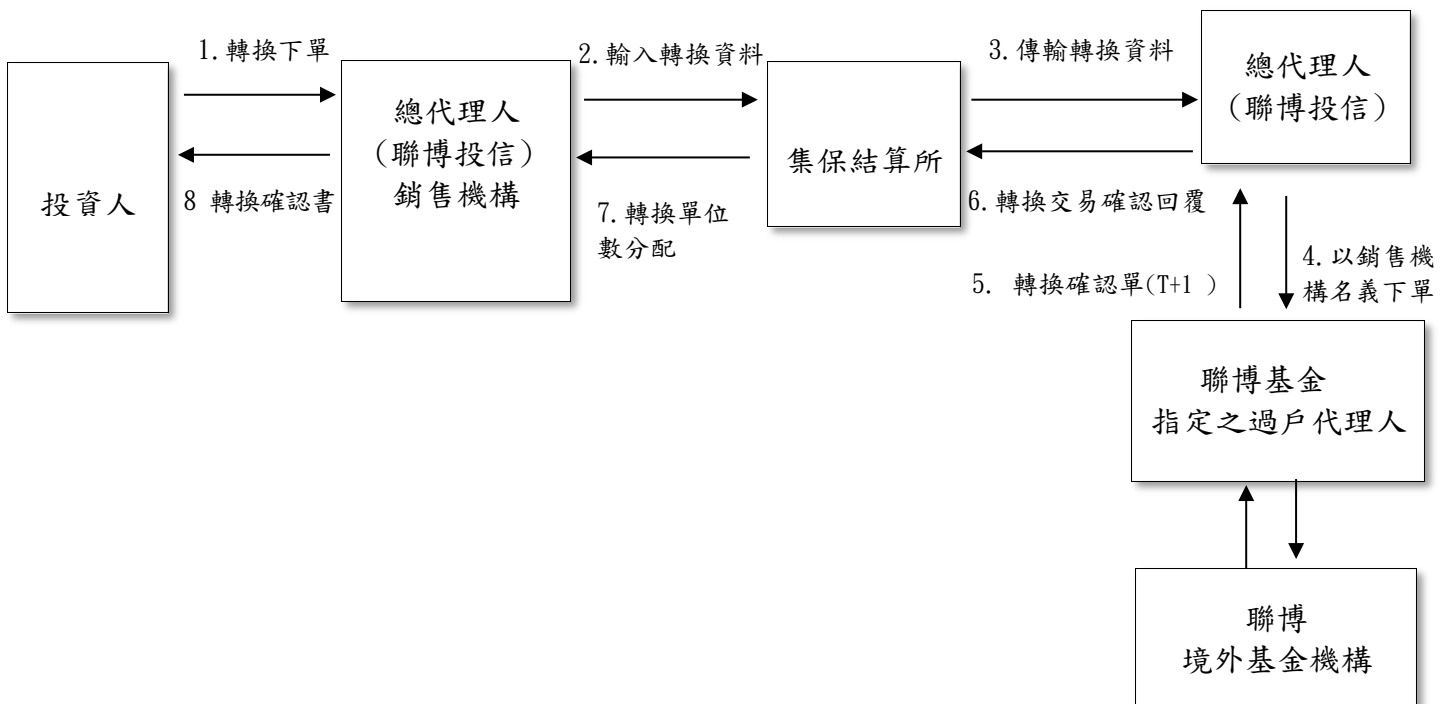 1.轉換下單
2.輸入轉換資料
3.傳輸轉換資料
投資人
總代理人
(聯博投信)
銷售機構
集保結算所
總代理人
(聯博投信)
8 轉換確認書
7.轉換單位
數分配
6.轉換交易確認回覆
5. 轉換確認單(T+1 )
4.以銷售機
構名義下單
聯博基金
指定之過戶代理人
聯博
境外基金機構